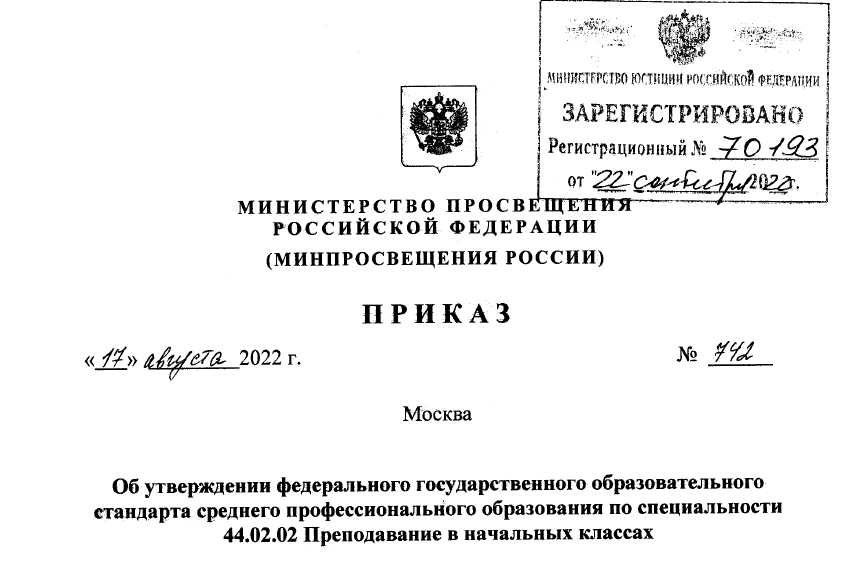 МИНИСТЕРСТВО ЮСТИЦИИ РОССИЙСКОЙ ФЕДЕРАЦИИ
ЗАРЕГИСТРИРОВАНО
Регистрационный № 70193
от "22" сентября 2022г.
МИНИСТЕРСТВО ПРОСВЕЩЕНИЯ
РОССИЙСКОЙ ФЕДЕРАЦИИ
(МИНПРОСВЕЩЕНИЯ РОССИИ)
ПРИКАЗ
«17» августа 2022 г.
№ 742
Москва
Об утверждении федерального государственного образовательного
стандарта среднего профессионального образования по специальности
44.02.02 Преподавание в начальных классах